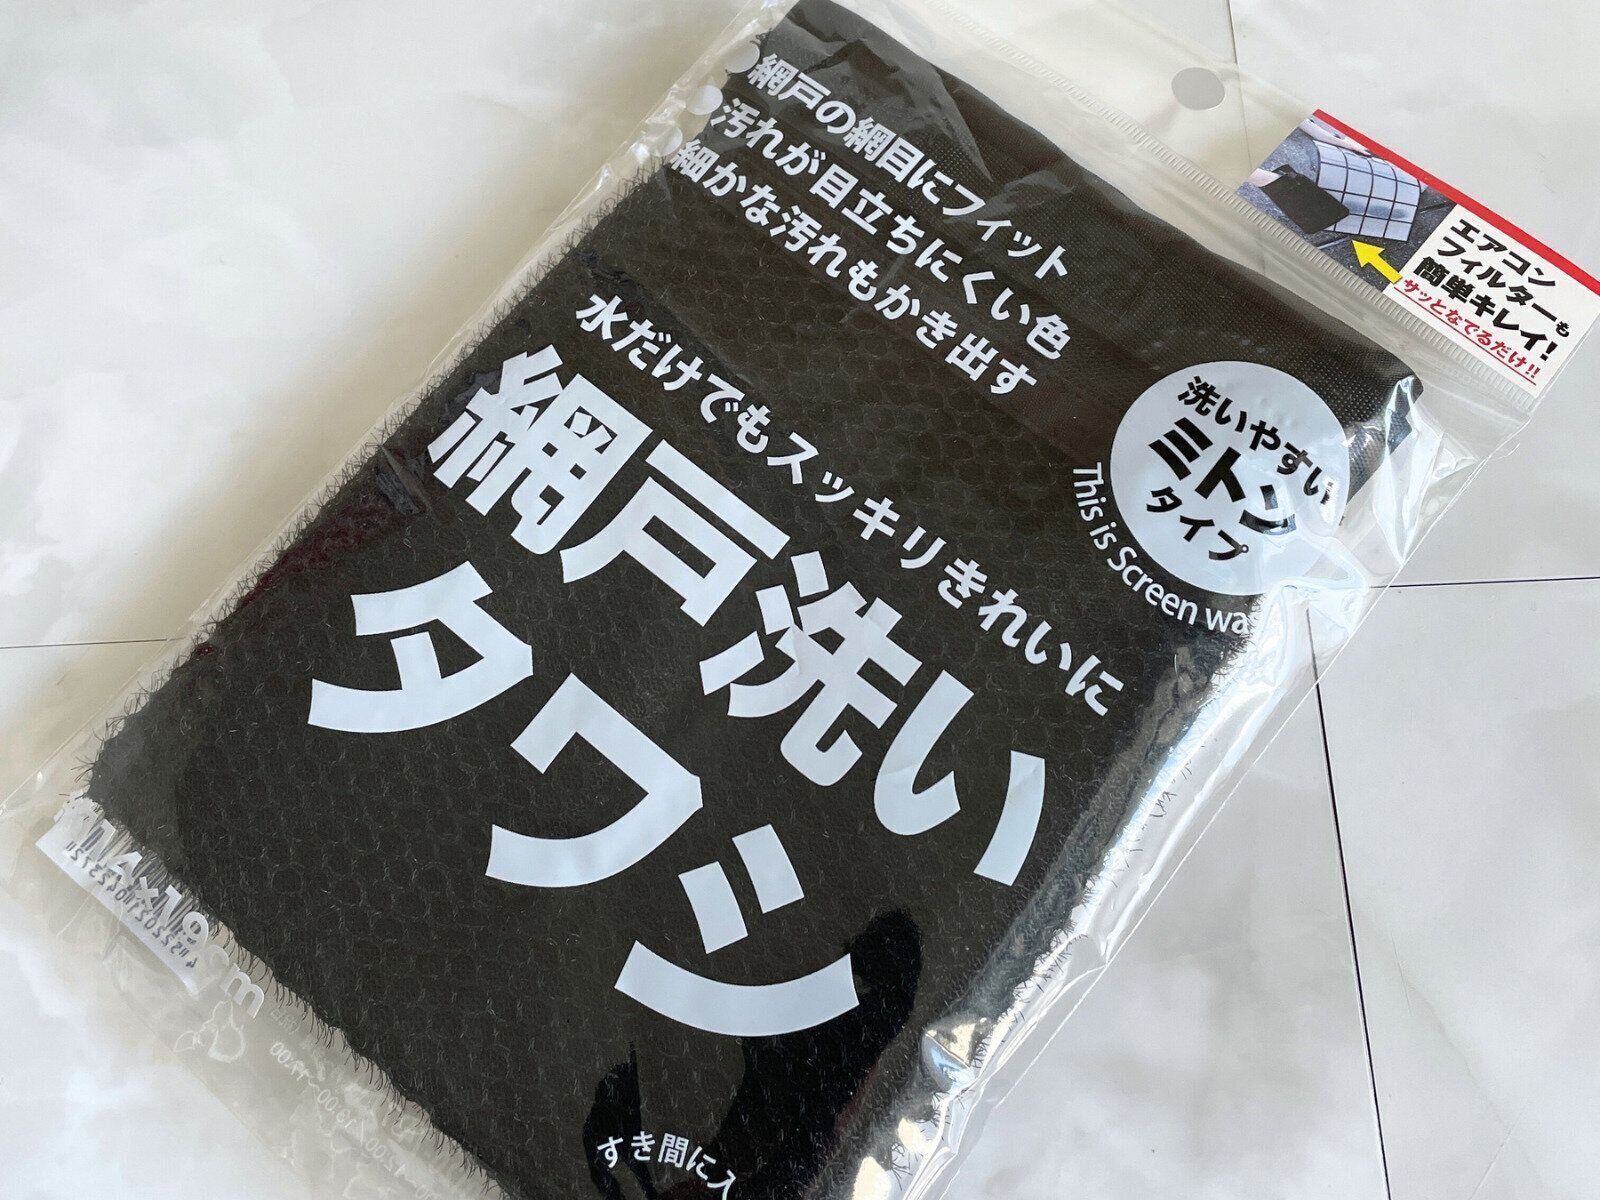 網戸の網目にフィット
汚れが目立ちにくい色
細かな汚れもかき出す
エアコン
フィルターも
簡単キレイ!
サッとなでるだけ!!
洗いやすい
ミトン
タイプ
This is Screen wa
水だけでもスッキリきれいに
網戸洗い
タワシ
すき間に入